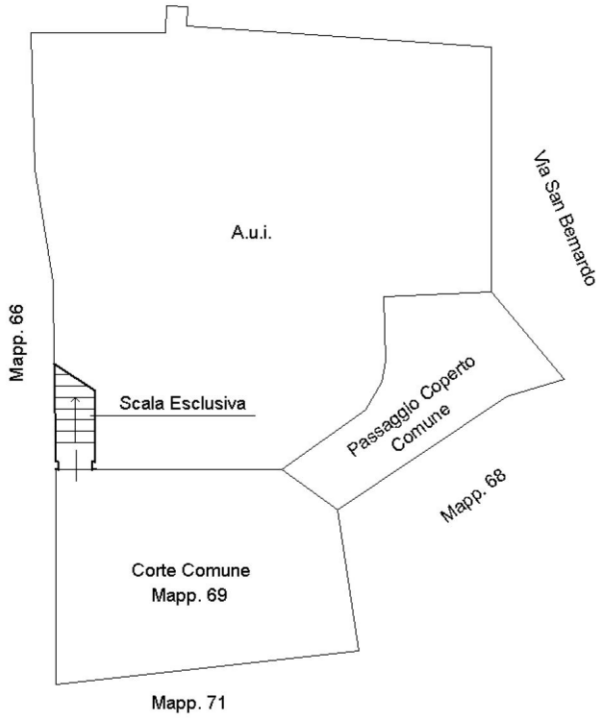 Via San Bernardo
A.u.i.
Mapp. 66
Scala Esclusiva
Passaggio Coperto
Comune
Mapp. 68
Corte Comune
Mapp. 69
Mapp. 71